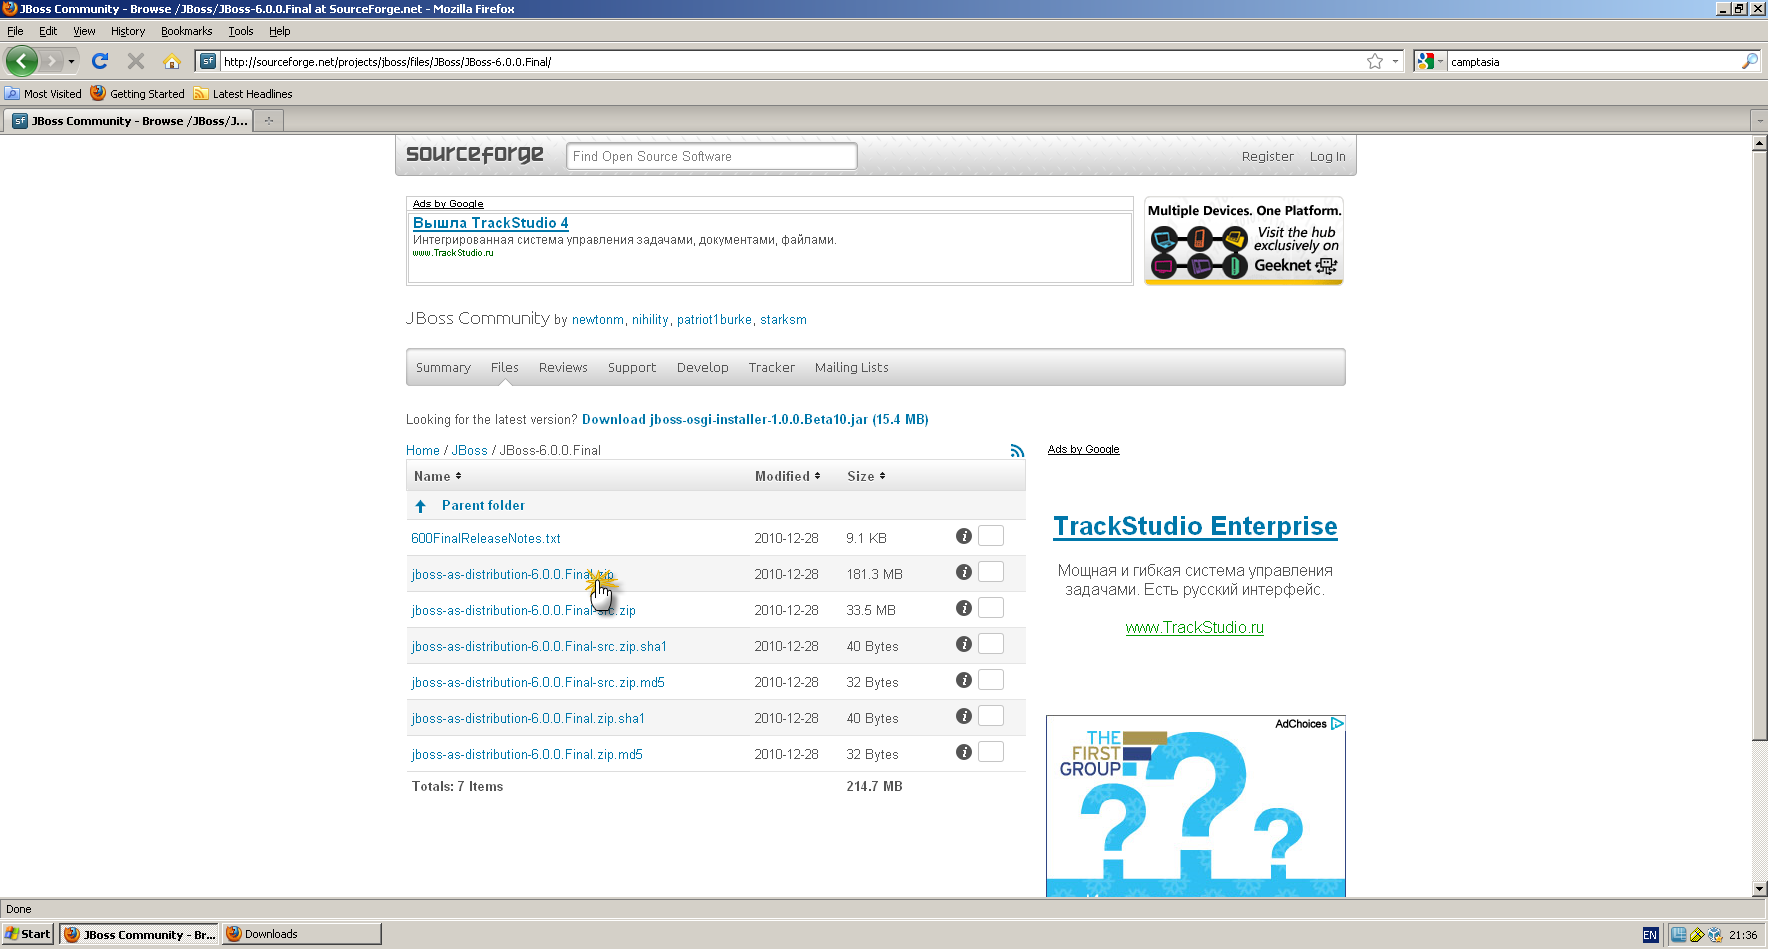 JBoss Community - Browse /JBoss/JBoss-6.0.0.Final at SourceForge.net - Mozilla Firefox
File Edit View History Bookmarks Tools Help
http://sourceforge.net/projects/jboss/files/JBoss/JBoss-6.0.0.Final/
camptasia
Most Visited Getting Started Latest Headlines
sf JBoss Community - Browse /JBoss/J...
sourceforge
Find Open Source Software
Register Log In
Ads by Google
Вышла TrackStudio 4
Интегрированная система управления задачами, документами, файлами.
www.TrackStudio.ru
Multiple Devices. One Platform.
Visit the hub
exclusively on
Geeknet
JBoss Community by newtonm, nihility, patriot1burke, starksm
Summary Files Reviews Support Develop Tracker Mailing Lists
Looking for the latest version? Download jboss-osgi-installer-1.0.0.Beta10.jar (15.4 MB)
Home / JBoss / JBoss-6.0.0.Final
Name Modified Size
Parent folder
600FinalReleaseNotes.txt 2010-12-28 9.1 KB
jboss-as-distribution-6.0.0.Final.zip 2010-12-28 181.3 MB
jboss-as-distribution-6.0.0.Final-src.zip 2010-12-28 33.5 MB
jboss-as-distribution-6.0.0.Final-src.zip.sha1 2010-12-28 40 Bytes
jboss-as-distribution-6.0.0.Final-src.zip.md5 2010-12-28 32 Bytes
jboss-as-distribution-6.0.0.Final.zip.sha1 2010-12-28 40 Bytes
jboss-as-distribution-6.0.0.Final.zip.md5 2010-12-28 32 Bytes
Totals: 7 Items 214.7 MB
Ads by Google
TrackStudio Enterprise
Мощная и гибкая система управления
задачами. Есть русский интерфейс.
www.TrackStudio.ru
AdChoices
THE
FIRST
GROUP
???
Done
Start JBoss Community - Br... Downloads EN 21:36